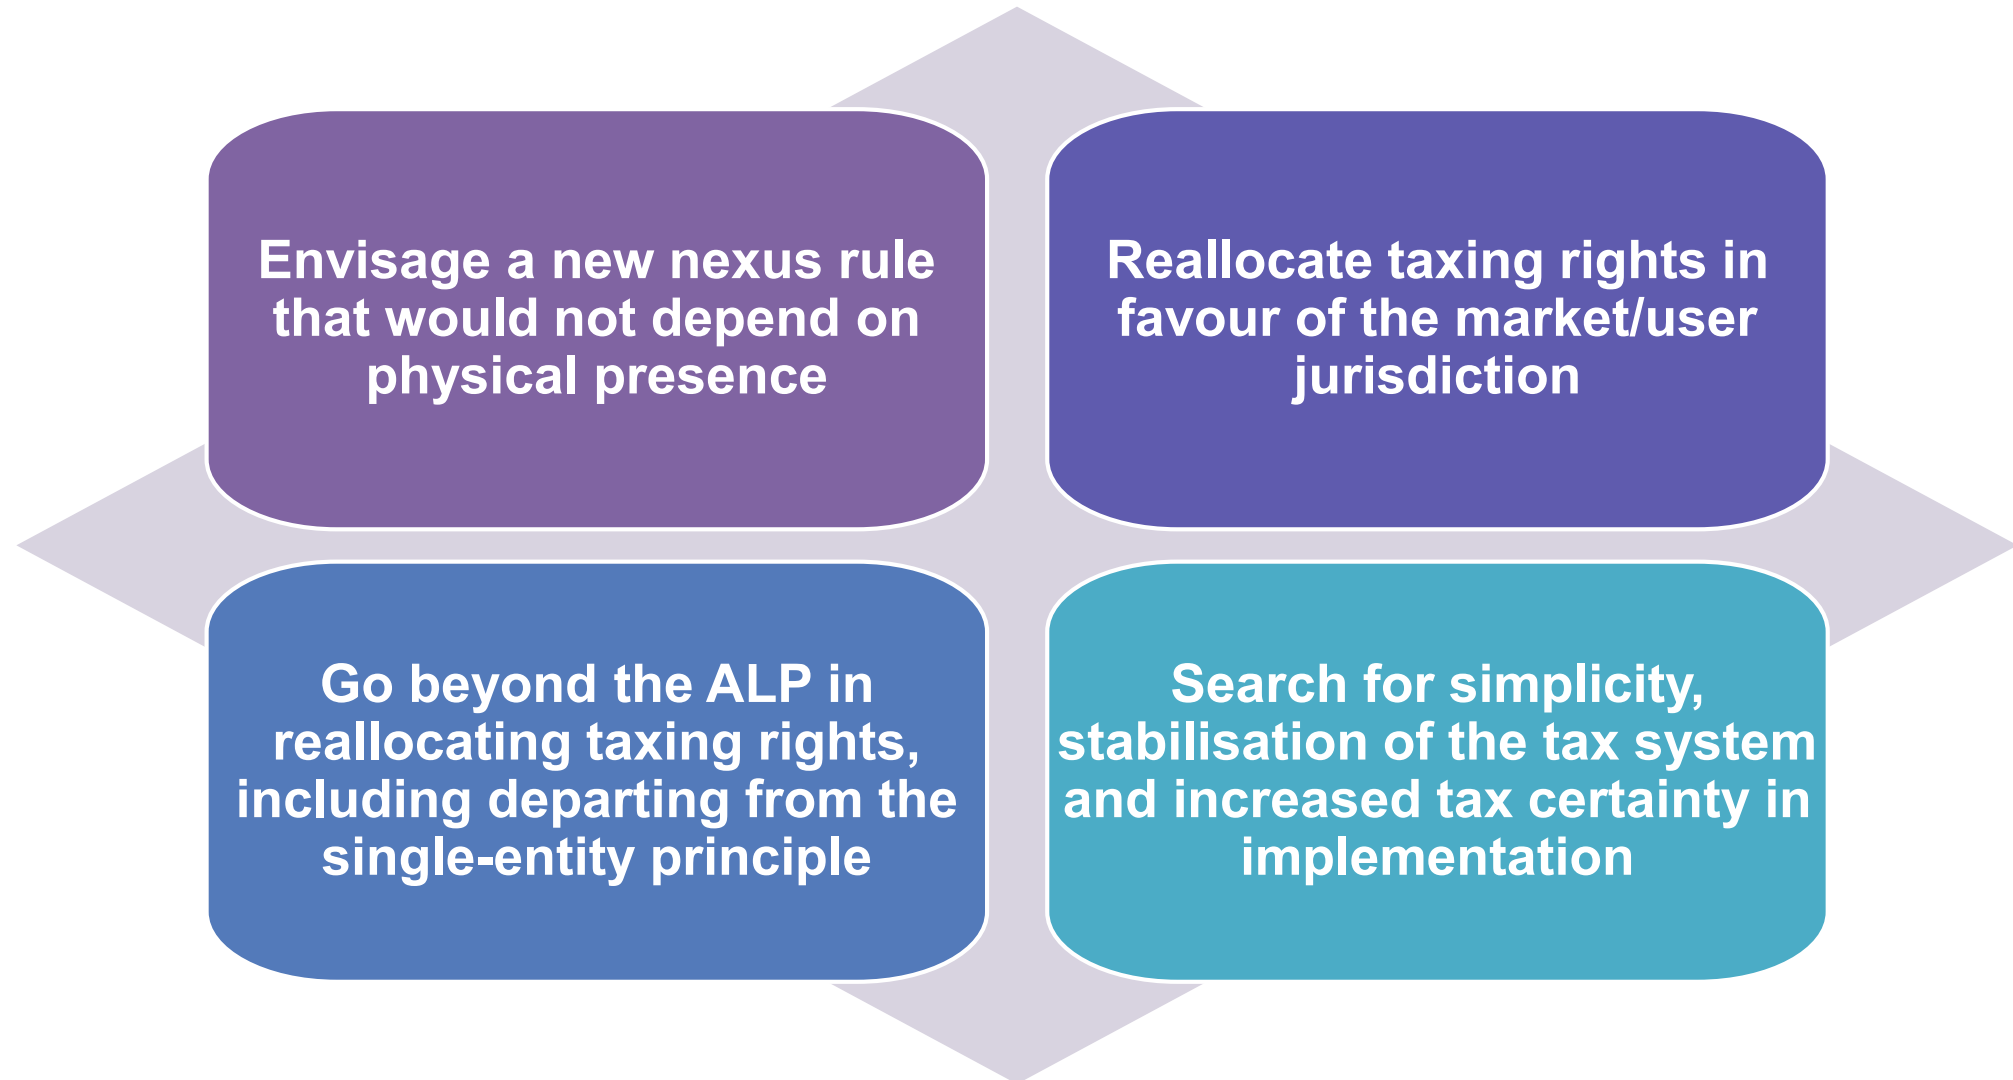 Envisage a new nexus rule
that would not depend on
physical presence
Reallocate taxing rights in
favour of the market/user
jurisdiction
Go beyond the ALP in
reallocating taxing rights,
including departing from the
single-entity principle
Search for simplicity,
stabilisation of the tax system
and increased tax certainty in
implementation